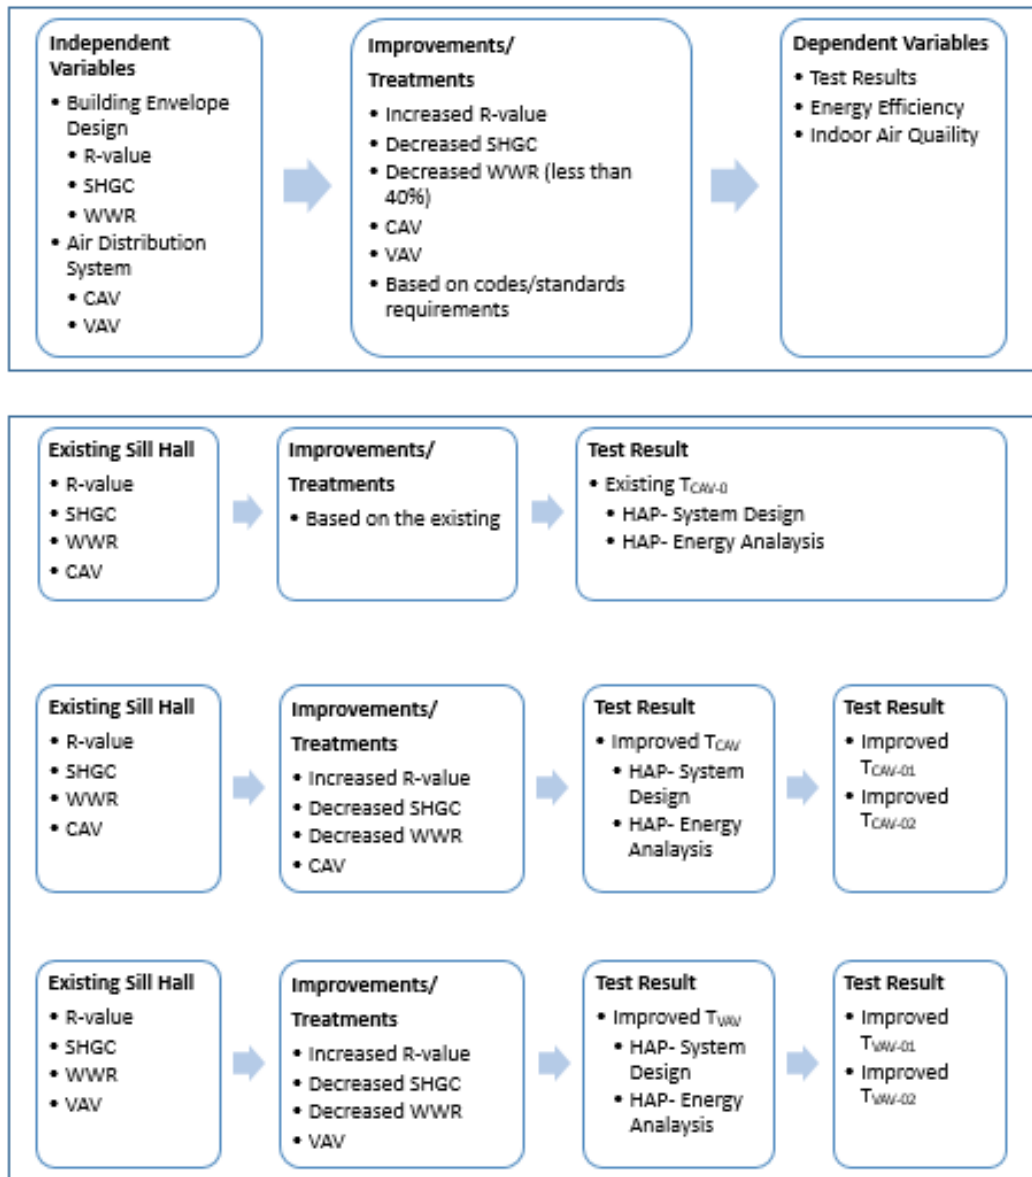 Independent
Variables
• Building Envelope
Design
• R-value
• SHGC
• WWR
• Air Distribution
System
• CAV
• VAV
Improvements/
Treatments
• Increased R-value
• Decreased SHGC
• Decreased WWR (less than
40%)
• CAV
• VAV
• Based on codes/standards
requirements
Dependent Variables
• Test Results
• Energy Efficiency
• Indoor Air Quaility
Existing Sill Hall
• R-value
• SHGC
• WWR
• CAV
Improvements/
Treatments
• Based on the existing
Test Result
• Existing TCAV-0
• HAP- System Design
• HAP- Energy Analaysis
Existing Sill Hall
• R-value
• SHGC
• WWR
• CAV
Improvements/
Treatments
• Increased R-value
• Decreased SHGC
• Decreased WWR
• CAV
Test Result
• Improved TCAV
• HAP- System
Design
• HAP- Energy
Analaysis
Test Result
• Improved
TCAV-01
• Improved
TCAV-02
Existing Sill Hall
• R-value
• SHGC
• WWR
• VAV
Improvements/
Treatments
• Increased R-value
• Decreased SHGC
• Decreased WWR
• VAV
Test Result
• Improved TVAV
• HAP- System
Design
• HAP- Energy
Analaysis
Test Result
• Improved
TVAV-01
• Improved
TVAV-02